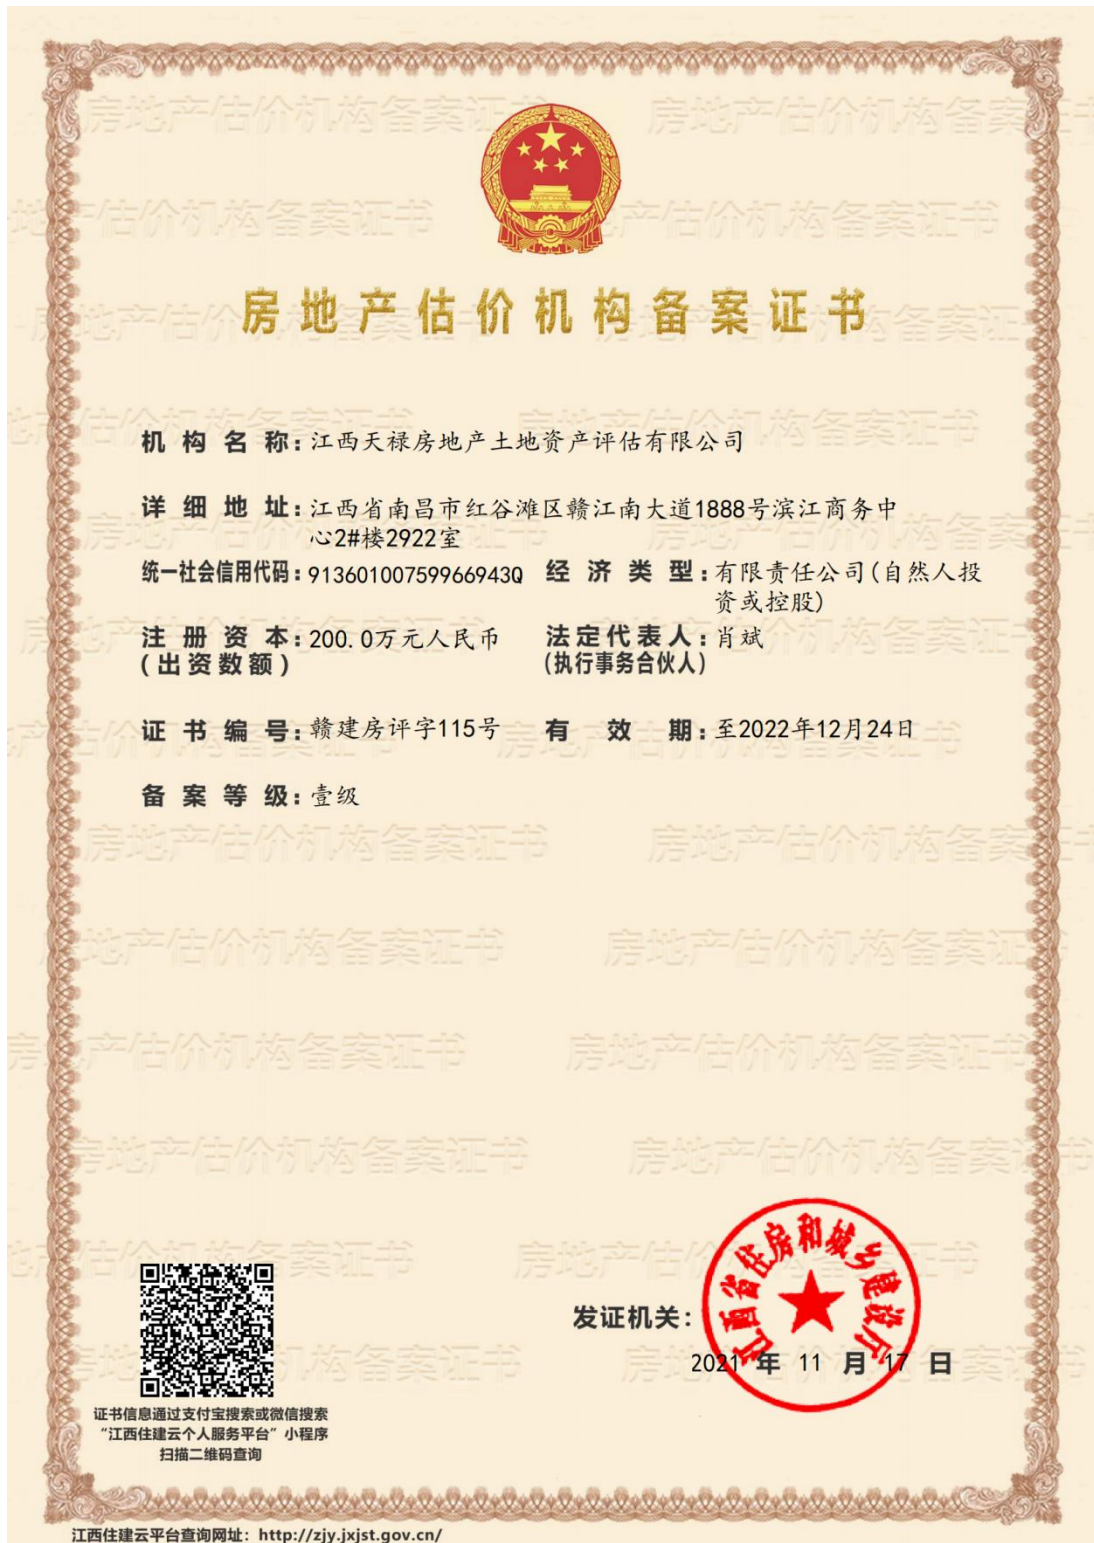 房地产估价机构备案证书
机构名称：江西天禄房地产土地资产评估有限公司
详细地址：江西省南昌市红谷滩区赣江南大道1888号滨江商务中
心2#楼2922室
统一社会信用代码：91360100759966943Q 经济类型：有限责任公司(自然人投
资或控股)
注册资本：200.0万元人民币 法定代表人：肖斌
(出资数额) (执行事务合伙人)
证书编号：赣建房评字115号 有效期：至2022年12月24日
备案等级：壹级
江西省住房和城乡建设厅
发证机关：
2021 年 11 月 17 日
证书信息通过支付宝搜索或微信搜索
“江西住建云个人服务平台”小程序
扫描二维码查询
江西住建云平台查询网址：http://zjy.jxjst.gov.cn/